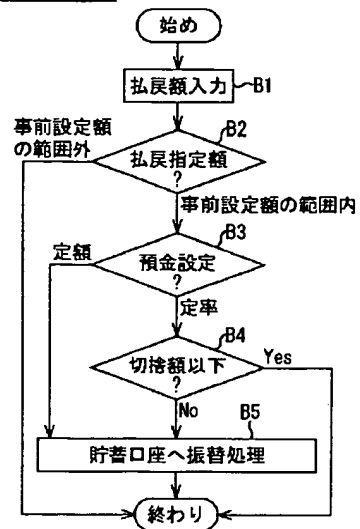 始め
払戻額入力
B1
事前設定額
の範囲外
B2
払戻指定額
?
事前設定額の範囲内
B3
定額
預金設定
?
定率
B4
切捨額以下
?
Yes
No
B5
貯蓄口座へ振替処理
終わり